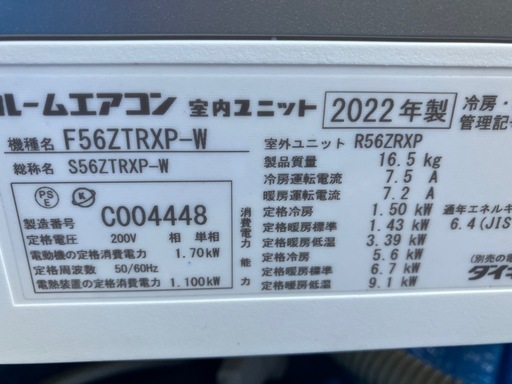 ルームエアコン 室内ユニット 2022年製 冷房・
機種名 F56ZTRXP-W 室外ユニット R56ZRXP 管理記
総称名 S56ZTRXP-W 製品質量 16.5 kg
PS E K 冷房運転電流 7.5 A
暖房運転電流 7.2 A
製造番号 C004448 消費電力 定格冷房 1.50 kW 通年エネルギ
定格暖房標準 1.43 kW 6.4(JIS
定格電圧 200V 相 単相 定格暖房低温 3.39 kW
電動機の定格消費電力 1.70kW 能力 定格冷房 5.6 kW (別売の電
定格周波数 50/60Hz 定格暖房標準 6.7 kW ダイ
電熱装置の定格消費電力 1.100kW 定格暖房低温 9.1 kW